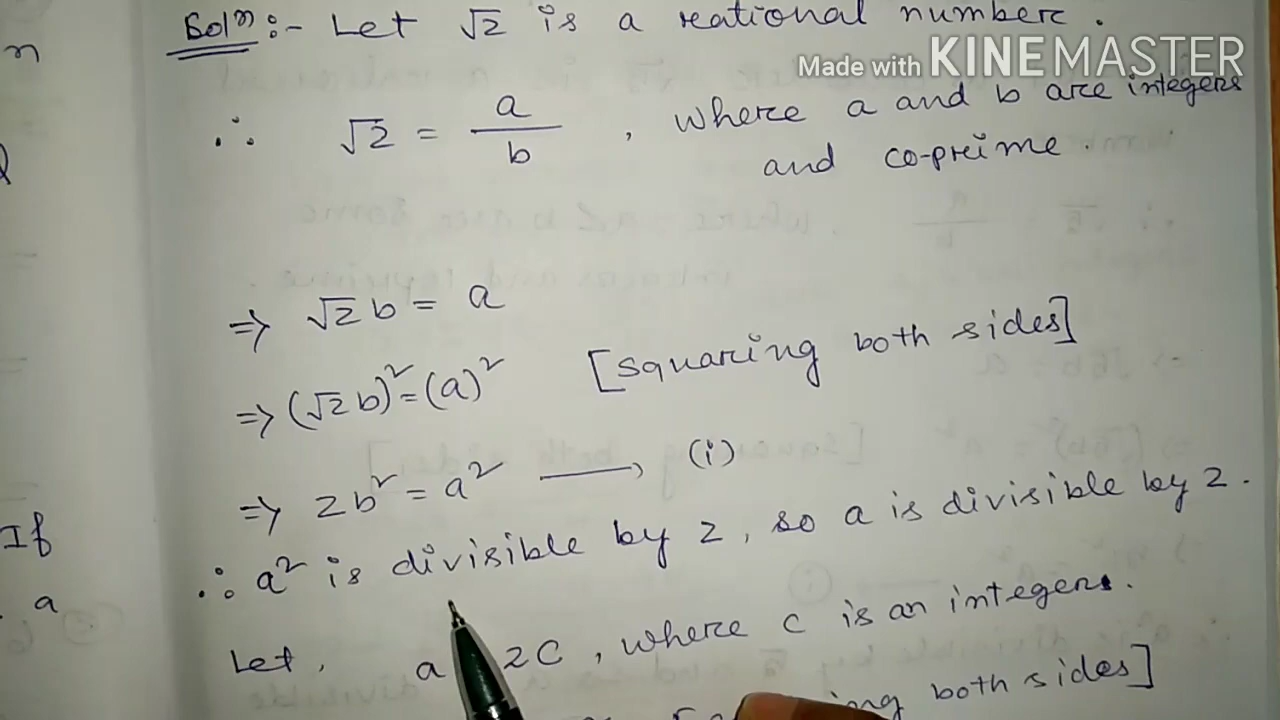 n
Solⁿ :- Let √2 is a rational number.
Made with KINEMASTER
∴ √2 = a/b , where a and b are integers
and co-prime.
⇒ √2 b = a
⇒ (√2 b)² = (a)² [squaring both sides]
⇒ 2b² = a² ⟶ (i)
∴ a² is divisible by 2, so a is divisible by 2.
If
a
Let, a 2C, where c is an integers.
both sides]